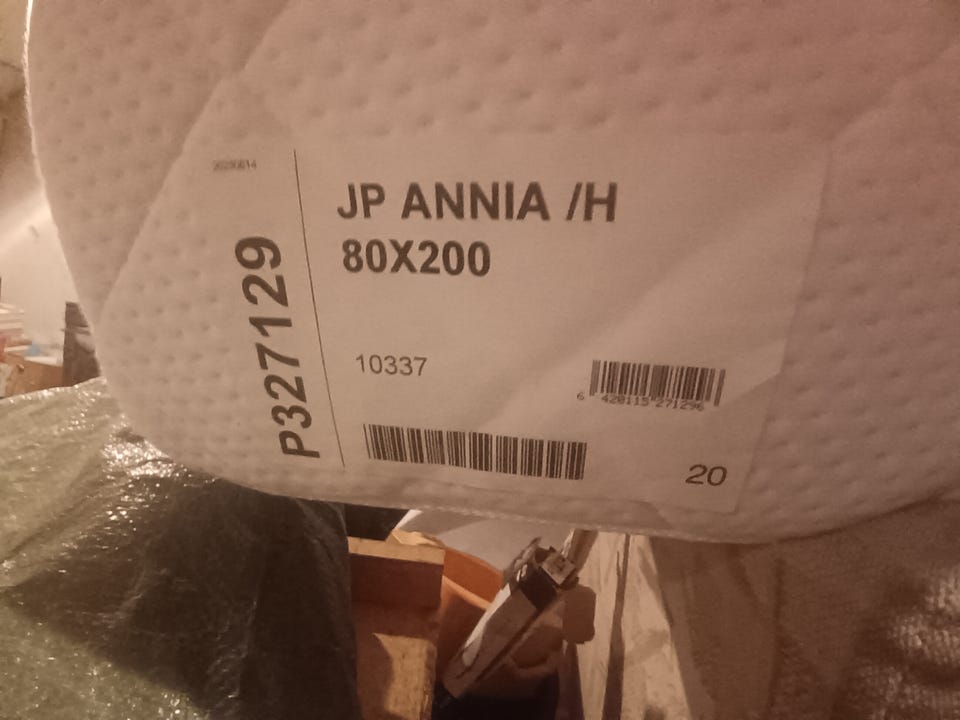 JP ANNIA /H
80X200
P327129
10337
6 428115 271296
20